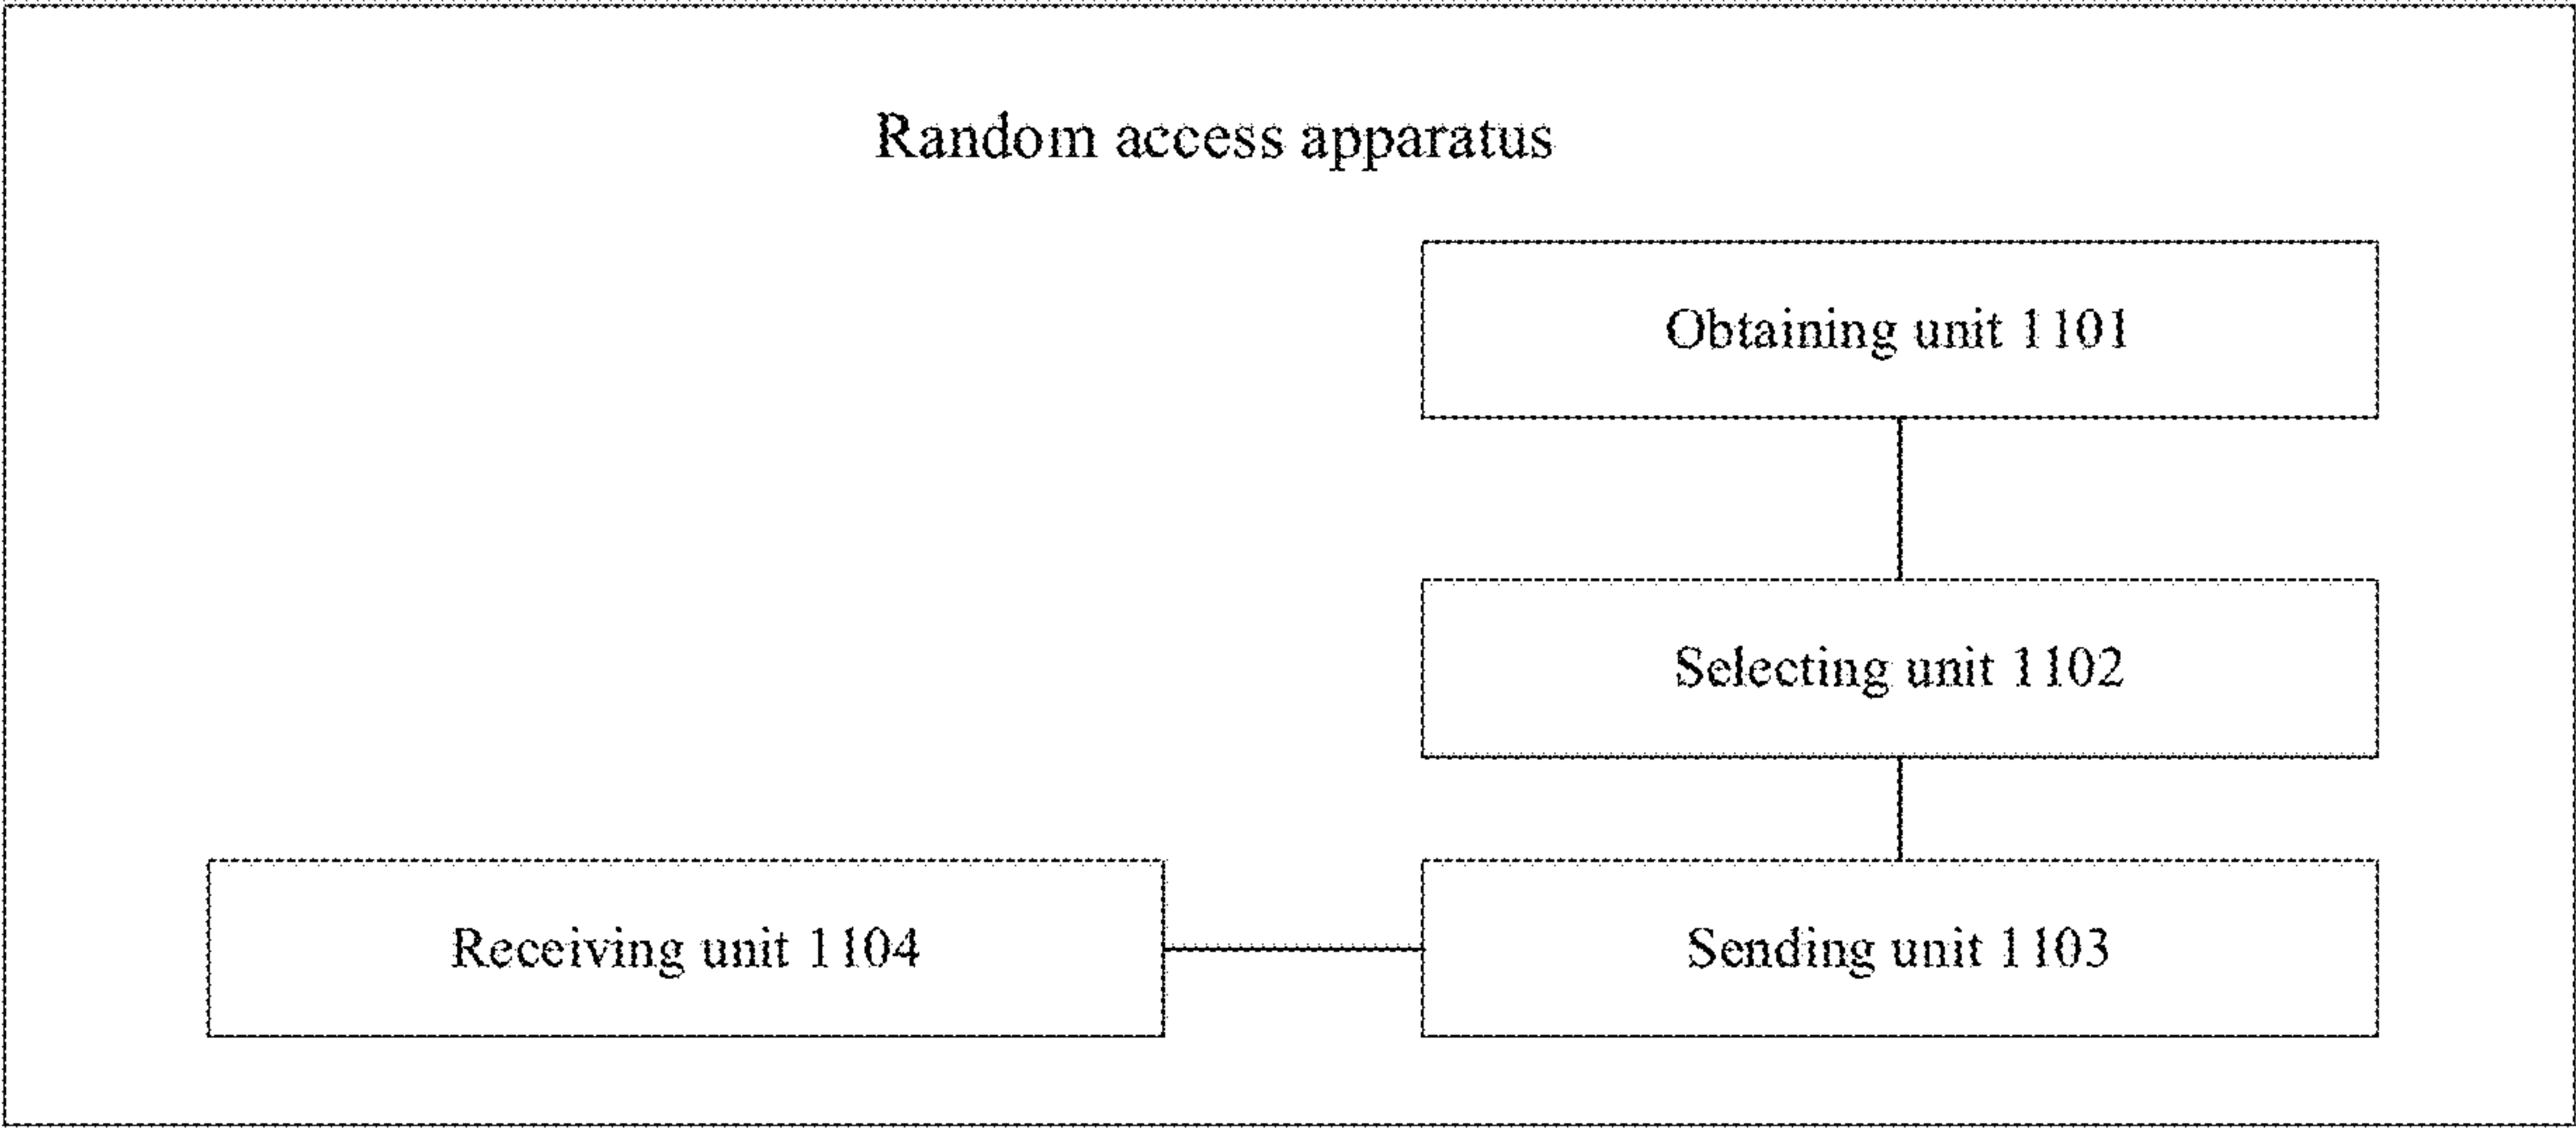 Random access apparatus
Obtaining unit 1101
Selecting unit 1102
Receiving unit 1104
Sending unit 1103